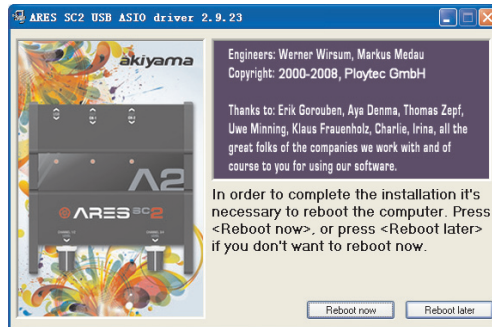 ARES SC2 USB ASIO driver 2.9.23
akiyama
A2
ARES SC2
Engineers: Werner Wirsum, Markus Medau
Copyright: 2000-2008, Ploytec GmbH
Thanks to: Erik Gorouben, Aya Denma, Thomas Zepf,
Uwe Minning, Klaus Frauenholz, Charlie, Irina, all the
great folks of the companies we work with and of
course to you for using our software.
In order to complete the installation it's
necessary to reboot the computer. Press
<Reboot now>, or press <Reboot later>
if you don't want to reboot now.
Reboot now
Reboot later